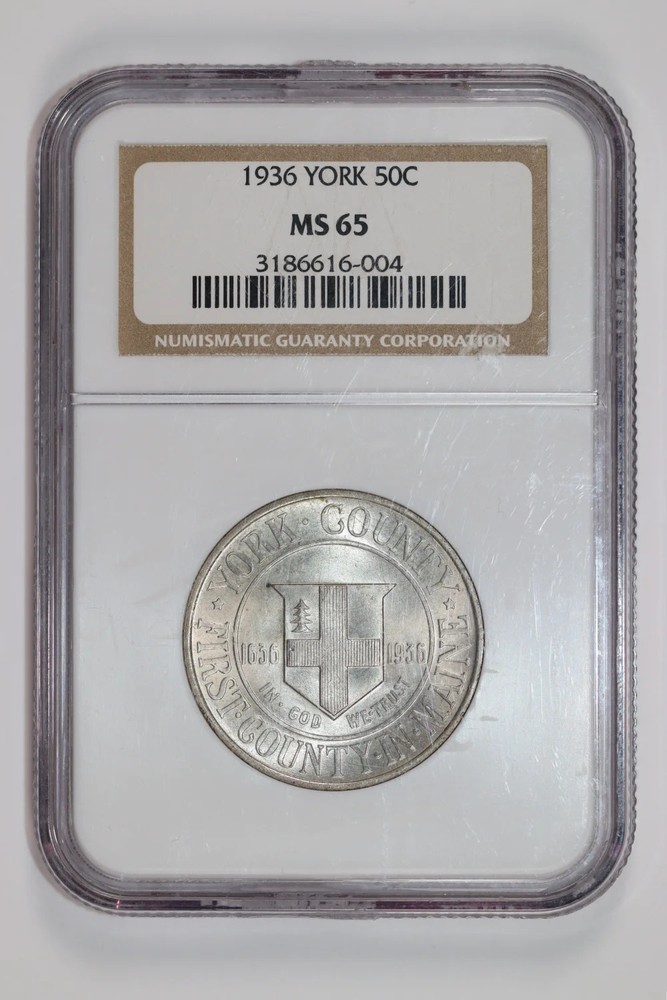 1936 YORK 50C
MS 65
3186616-004
NUMISMATIC GUARANTY CORPORATION
YORK · COUNTY
FIRST · COUNTY · IN · MAINE
1636 1936
IN · GOD WE · TRUST